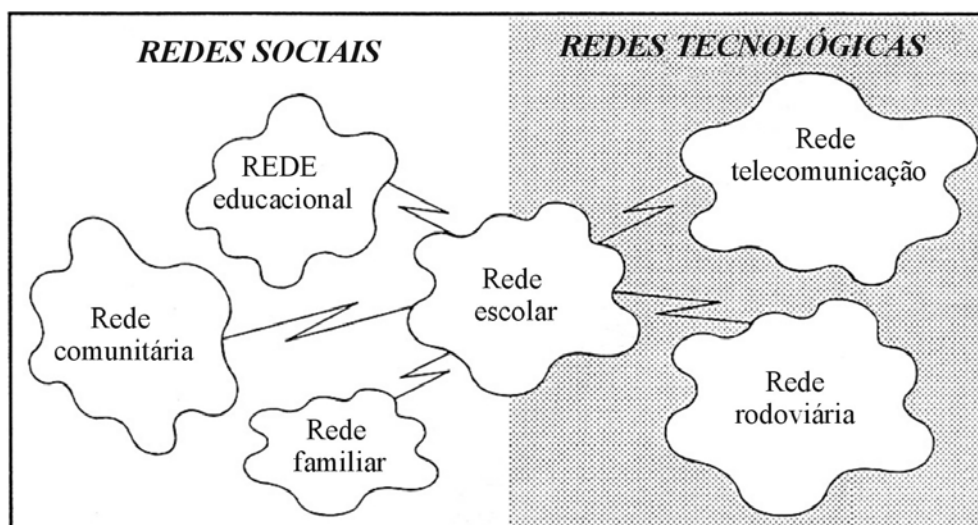 REDES SOCIAIS
REDES TECNOLÓGICAS
REDE
educacional
Rede
telecomunicação
Rede
escolar
Rede
comunitária
Rede
rodoviária
Rede
familiar